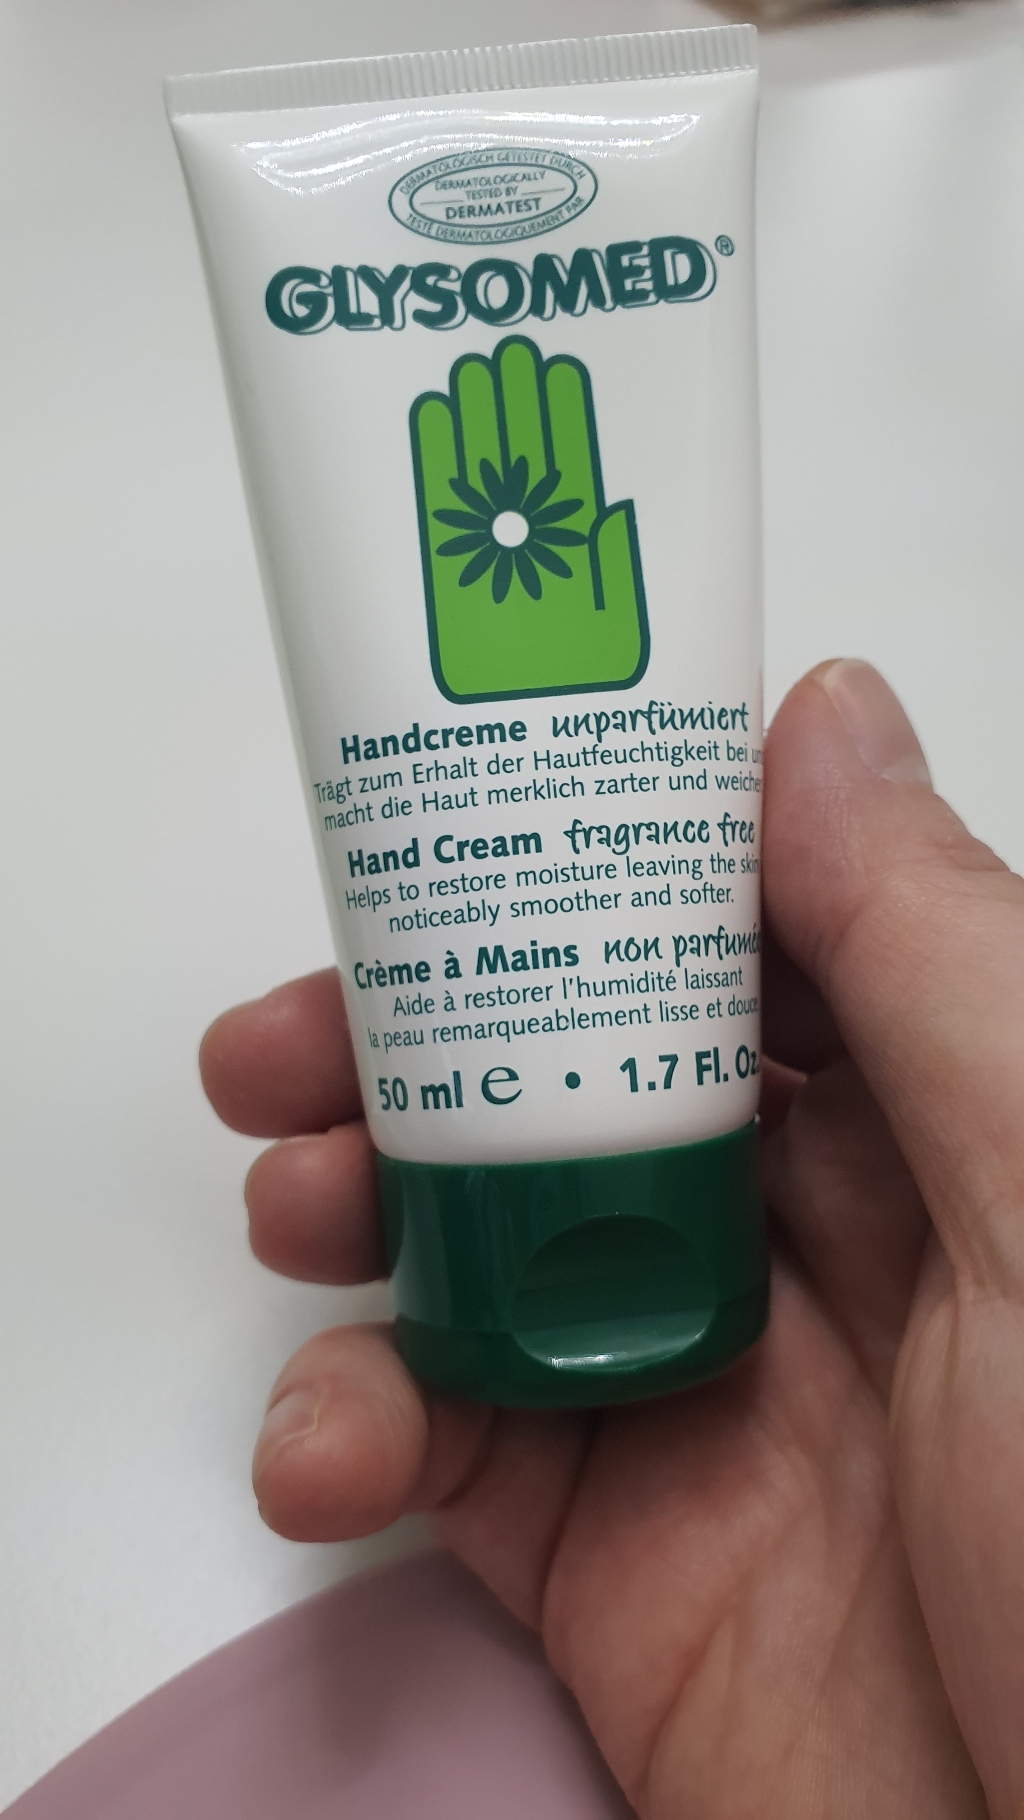 DERMATOLOGISCH GETESTET DURCH
DERMATOLOGICALLY
TESTED BY
DERMATEST
TESTÉ DERMATOLOGIQUEMENT PAR
GLYSOMED®
Handcreme unparfümiert
Trägt zum Erhalt der Hautfeuchtigkeit bei
macht die Haut merklich zarter und weicher
Hand Cream fragrance free
Helps to restore moisture leaving the skin
noticeably smoother and softer.
Crème à Mains non parfumée
Aide à restorer l'humidité laissant
la peau remarqueablement lisse et douce
50 ml e • 1.7 Fl. Oz.